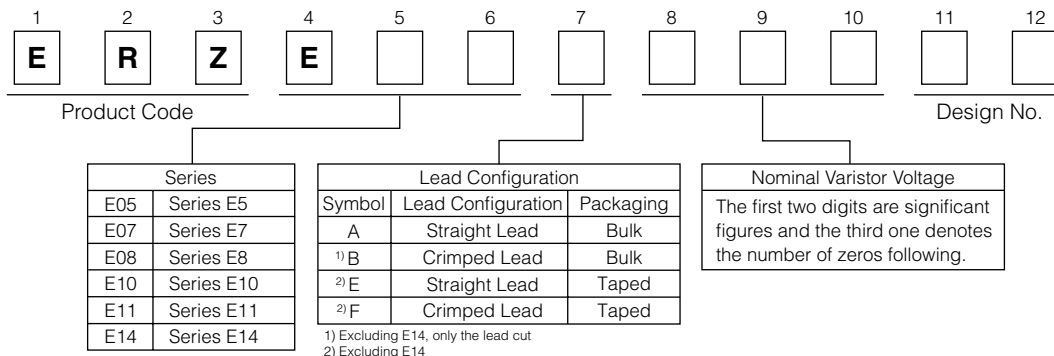 1 2 3 4 5 6 7 8 9 10 11 12
E R Z E
Product Code
Design No.
Series
E05 Series E5
E07 Series E7
E08 Series E8
E10 Series E10
E11 Series E11
E14 Series E14
Lead Configuration
Symbol Lead Configuration Packaging
A Straight Lead Bulk
1) B Crimped Lead Bulk
2) E Straight Lead Taped
2) F Crimped Lead Taped
1) Excluding E14, only the lead cut
2) Excluding E14
Nominal Varistor Voltage
The first two digits are significant
figures and the third one denotes
the number of zeros following.